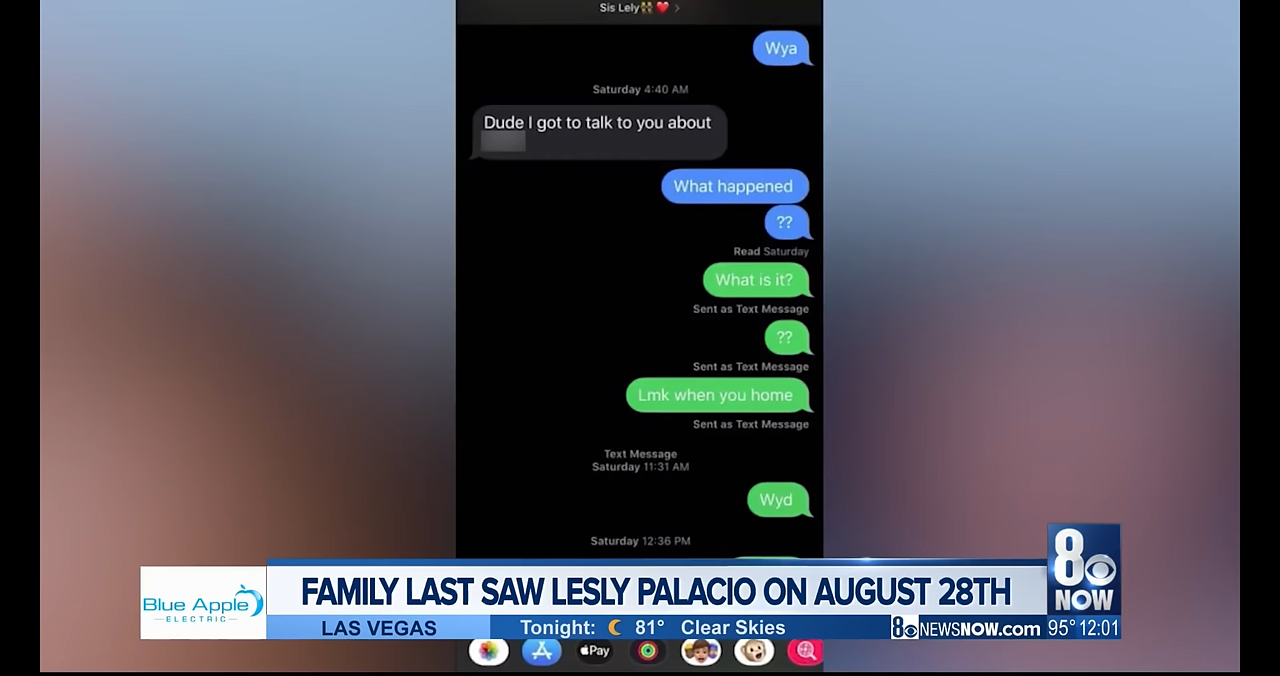 Sis Lely👯❤️ >
Wya
Saturday 4:40 AM
Dude I got to talk to you about
What happened
??
Read Saturday
What is it?
Sent as Text Message
??
Sent as Text Message
Lmk when you home
Sent as Text Message
Text Message
Saturday 11:31 AM
Wyd
Saturday 12:36 PM
Blue Apple
ELECTRIC
FAMILY LAST SAW LESLY PALACIO ON AUGUST 28TH
8
NOW
LAS VEGAS
Tonight: 81° Clear Skies
8NEWSNOW.com
95° 12:01
Pay